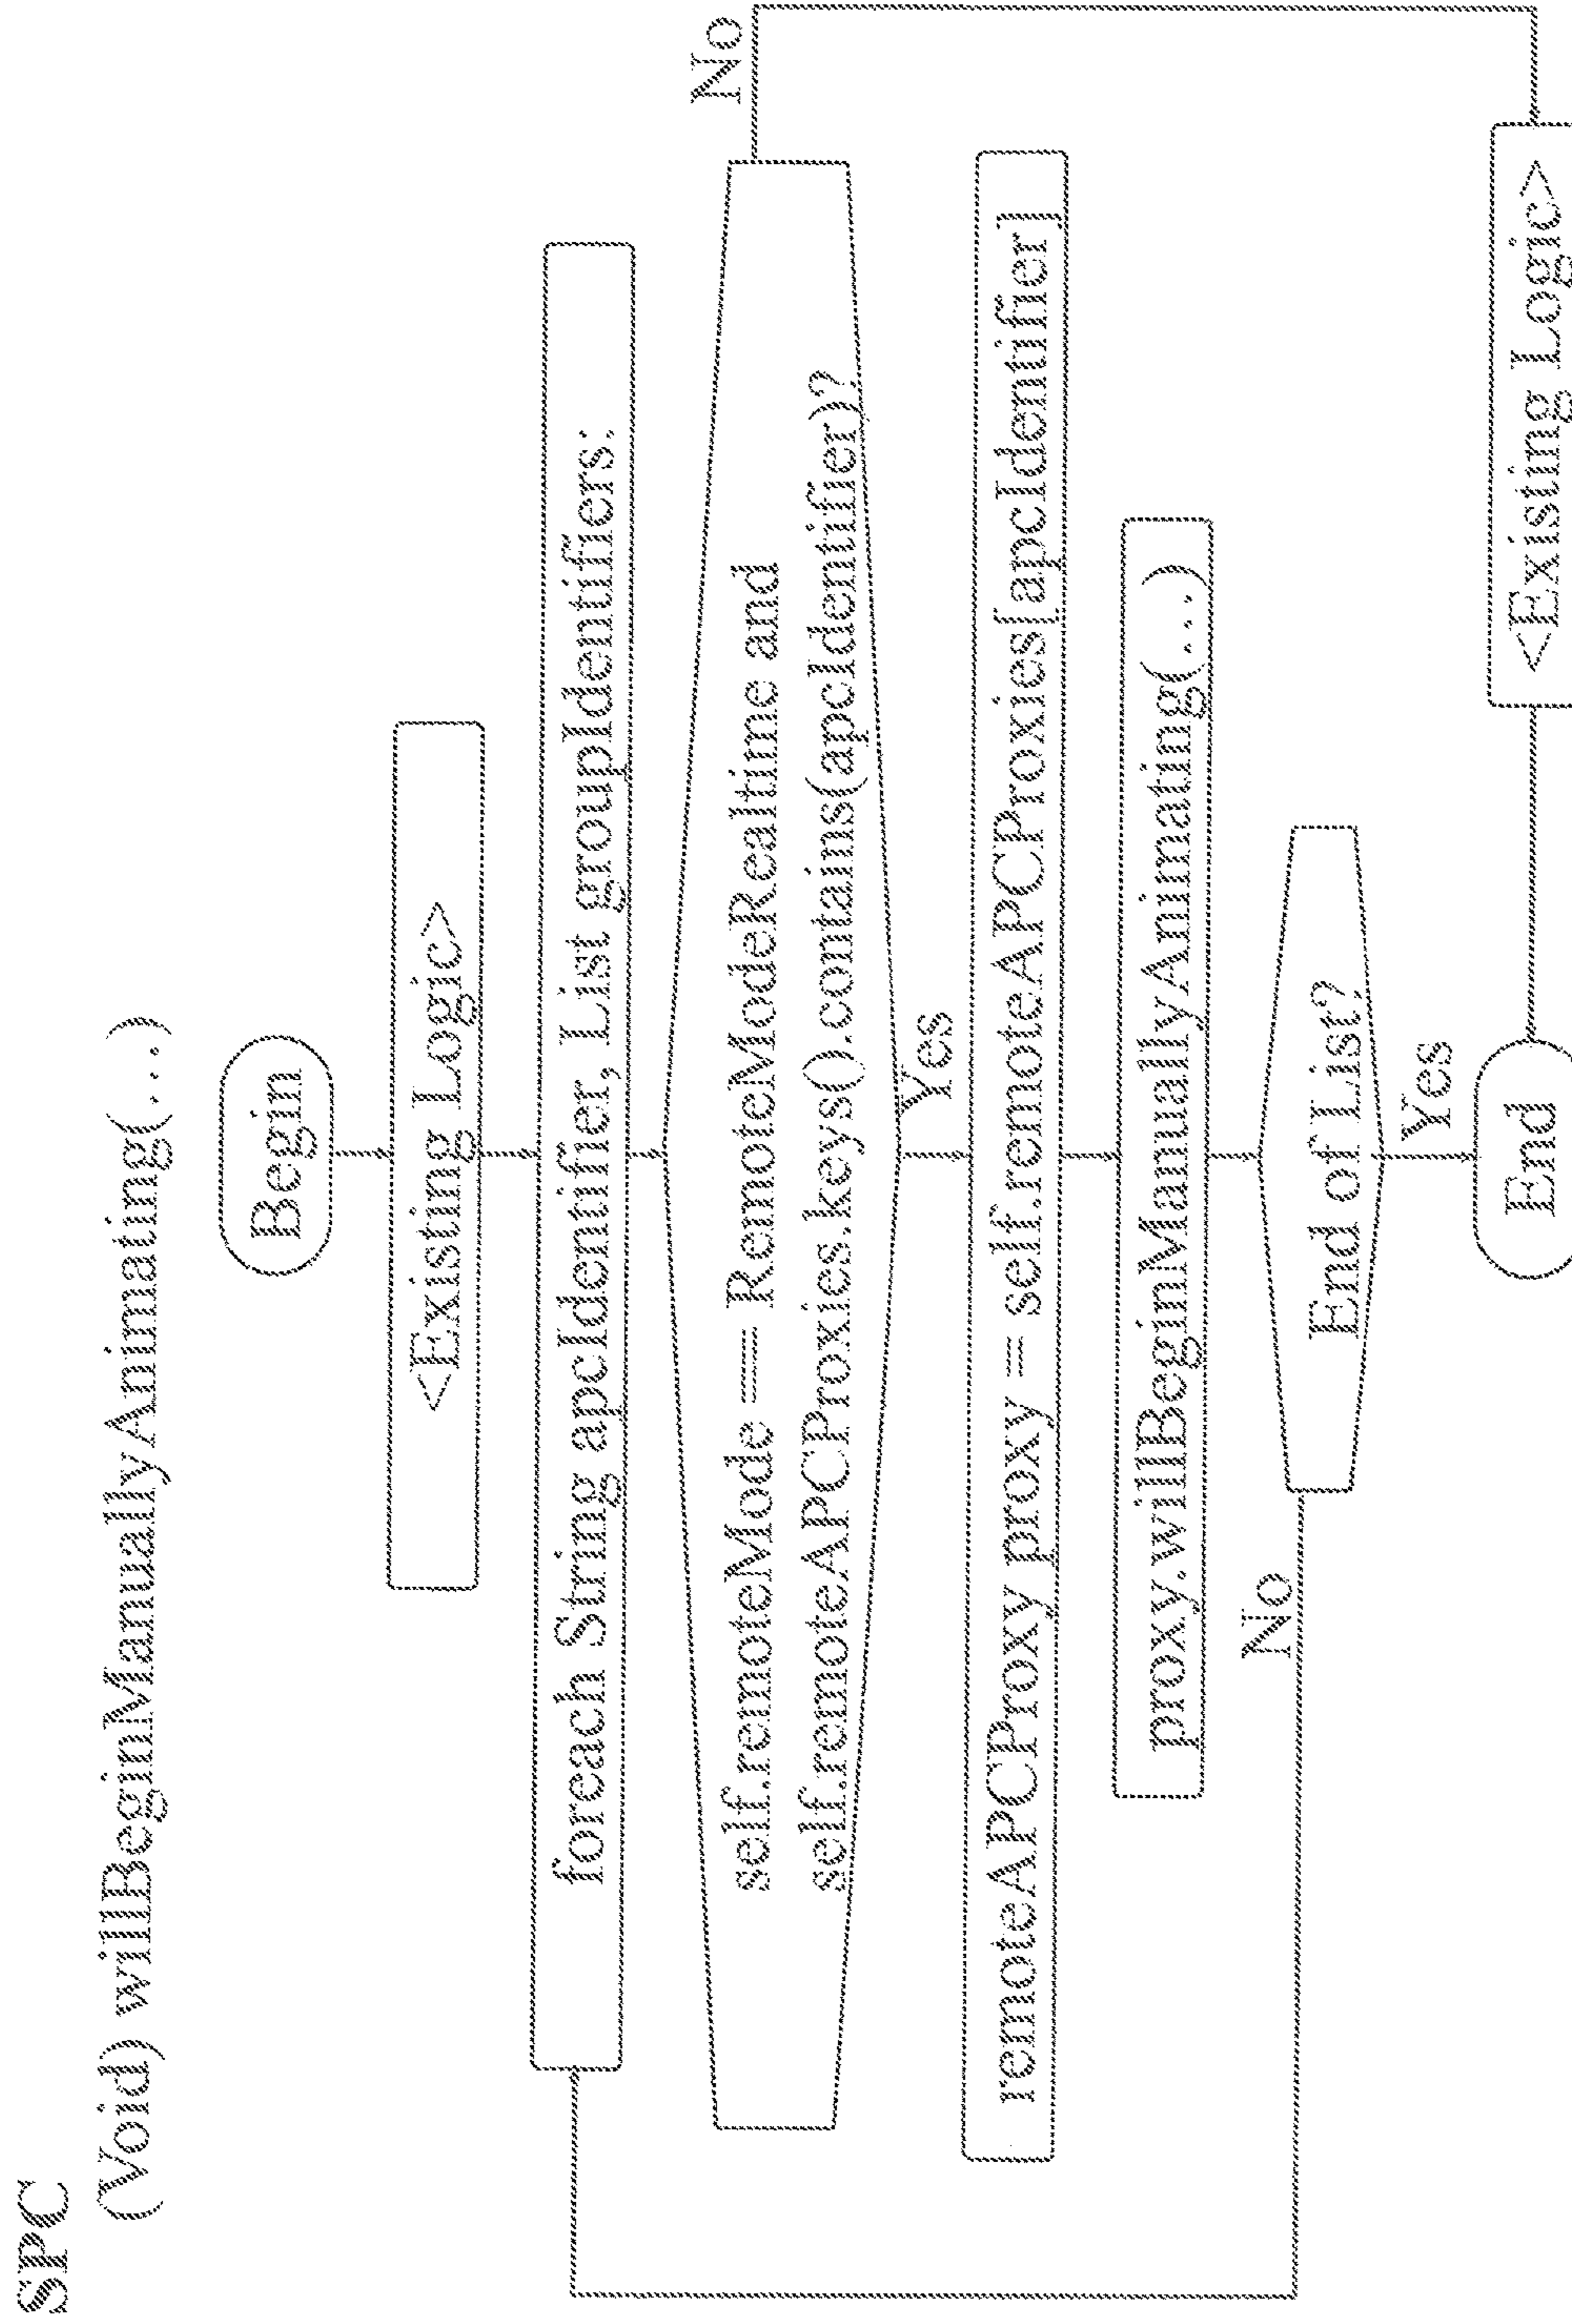 SPC
(Void) willBeginManuallyAnimating(...)
Begin
<Existing Logic>
foreach String apcIdentifier, List groupIdentifiers:
self.remoteMode == RemoteModeRealtime and
self.remoteAPCProxies.keys().contains(apcIdentifier)?
No
Yes
remoteAPCProxy proxy = self.remoteAPCProxies[apcIdentifier]
proxy.willBeginManuallyAnimating(...)
No
End of List?
Yes
End
<Existing Logic>